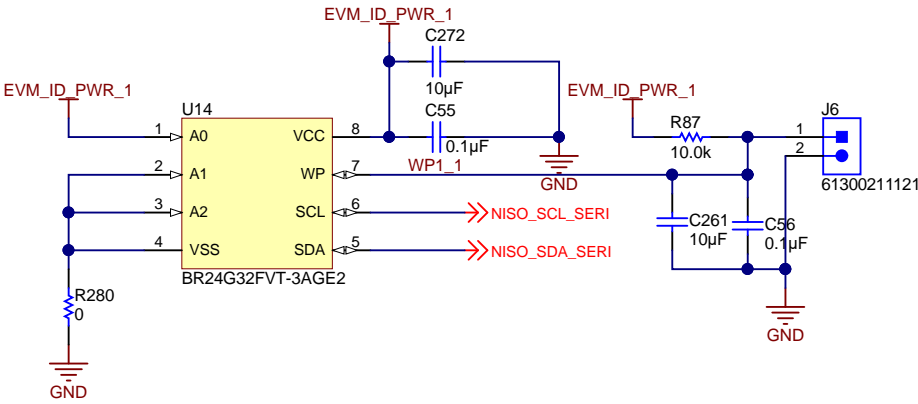 EVM_ID_PWR_1
C272
10µF
EVM_ID_PWR_1
EVM_ID_PWR_1
U14
C55
0.1µF
J6
R87
10.0k
1
A0
VCC
8
1
2
2
A1
WP
7
WP1_1
GND
61300211121
3
A2
SCL
6
NISO_SCL_SERI
C261
10µF
C56
0.1µF
4
VSS
SDA
5
NISO_SDA_SERI
BR24G32FVT-3AGE2
R280
0
GND
GND